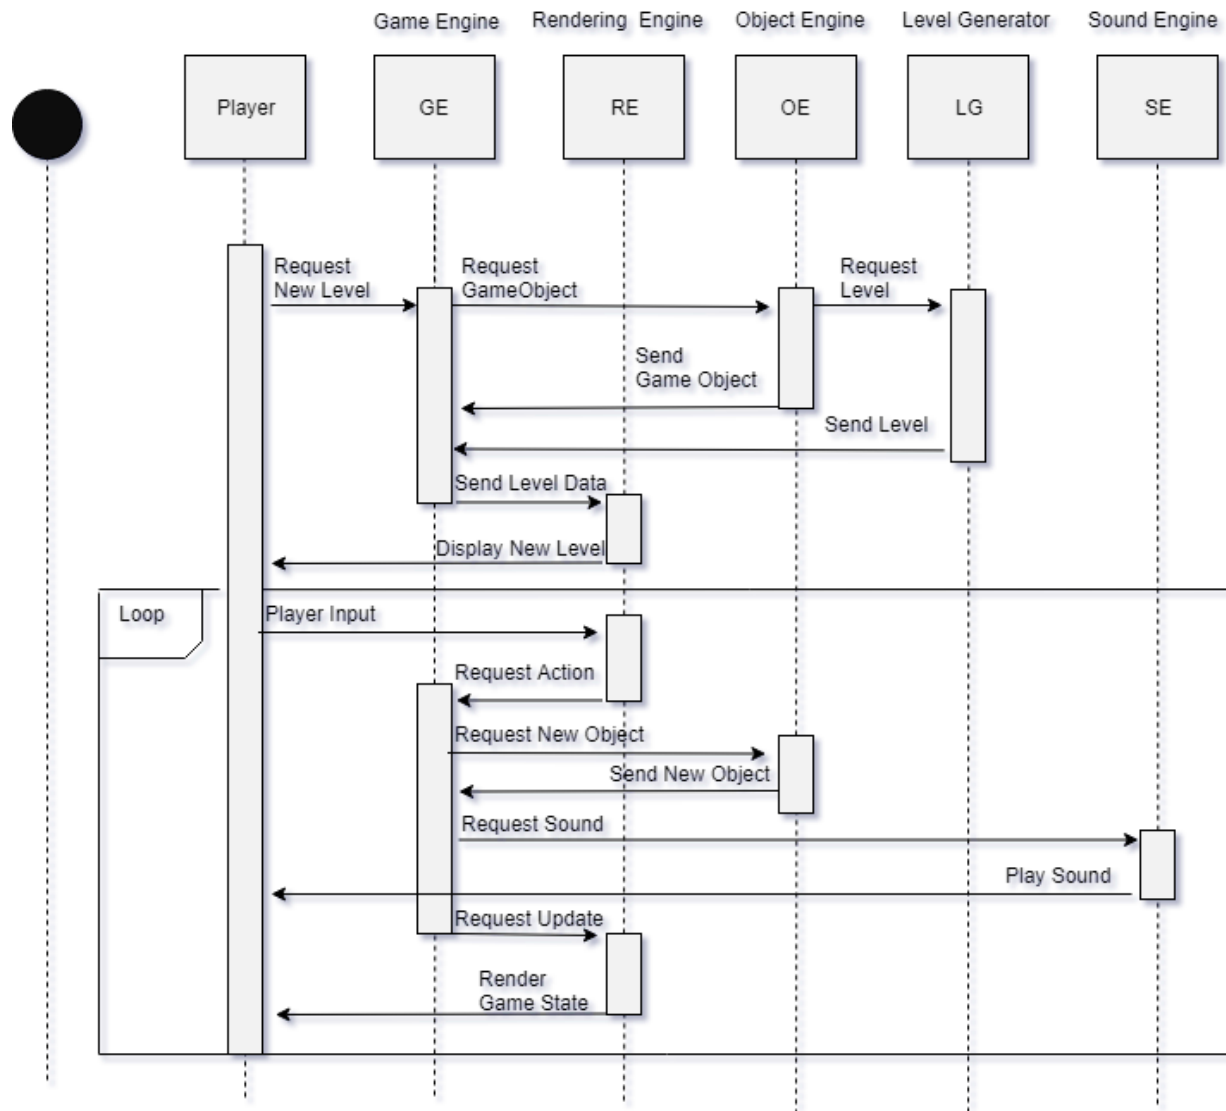 Game Engine
Rendering  Engine
Object Engine
Level Generator
Sound Engine
Player
GE
RE
OE
LG
SE
Request
New Level
Request
GameObject
Request
Level
Send
Game Object
Send Level
Send Level Data
Display New Level
Loop
Player Input
Request Action
Request New Object
Send New Object
Request Sound
Play Sound
Request Update
Render
Game State